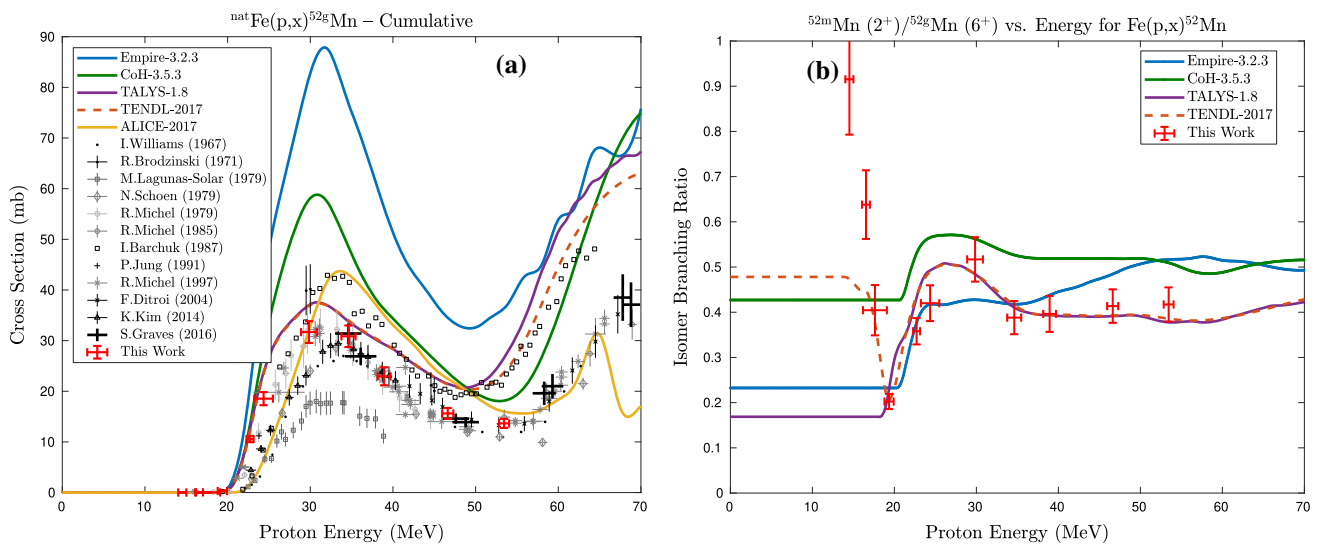 ⁿᵃᵗFe(p,x)⁵²ᵍMn – Cumulative
90
80
70
60
50
40
30
20
10
0
Cross Section (mb)
Empire-3.2.3
CoH-3.5.3
TALYS-1.8
TENDL-2017
ALICE-2017
I.Williams (1967)
R.Brodzinski (1971)
M.Lagunas-Solar (1979)
N.Schoen (1979)
R.Michel (1979)
R.Michel (1985)
I.Barchuk (1987)
P.Jung (1991)
R.Michel (1997)
F.Ditroi (2004)
K.Kim (2014)
S.Graves (2016)
This Work
(a)
0 10 20 30 40 50 60 70
Proton Energy (MeV)
⁵²ᵐMn (2⁺)/⁵²ᵍMn (6⁺) vs. Energy for Fe(p,x)⁵²Mn
1
0.9
0.8
0.7
0.6
0.5
0.4
0.3
0.2
0.1
0
Isomer Branching Ratio
(b)
Empire-3.2.3
CoH-3.5.3
TALYS-1.8
TENDL-2017
This Work
0 10 20 30 40 50 60 70
Proton Energy (MeV)